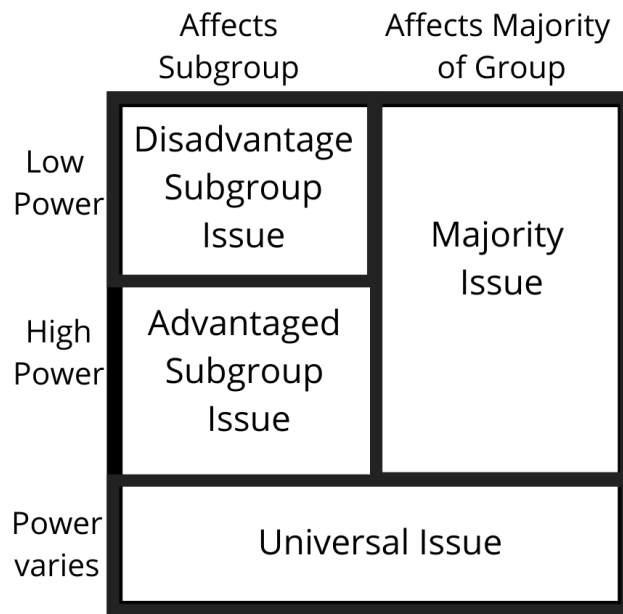 Affects
Subgroup
Affects Majority
of Group
Low
Power
Disadvantage
Subgroup
Issue
Majority
Issue
High
Power
Advantaged
Subgroup
Issue
Power
varies
Universal Issue